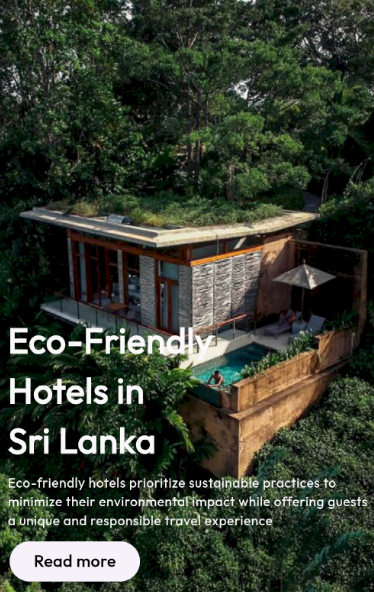 Eco-Friendly
Hotels in
Sri Lanka
Eco-friendly hotels prioritize sustainable practices to
minimize their environmental impact while offering guests
a unique and responsible travel experience
Read more